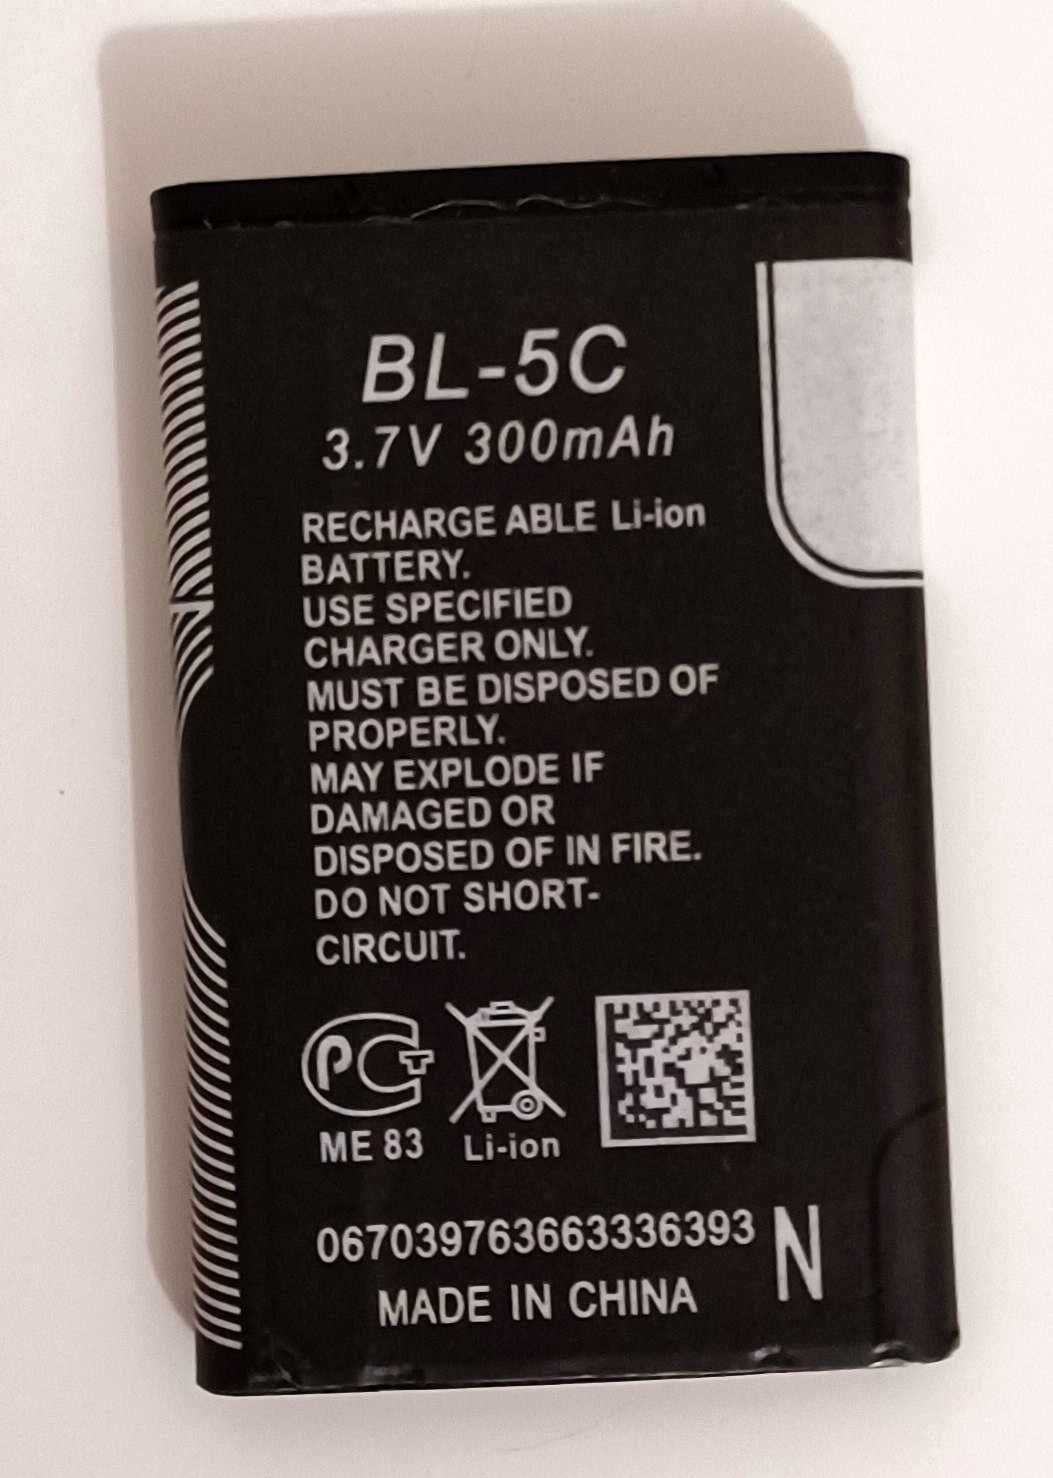 BL-5C
3.7V 300mAh
RECHARGE ABLE Li-ion
BATTERY.
USE SPECIFIED
CHARGER ONLY.
MUST BE DISPOSED OF
PROPERLY.
MAY EXPLODE IF
DAMAGED OR
DISPOSED OF IN FIRE.
DO NOT SHORT-
CIRCUIT.
РСТ
ME 83 Li-ion
067039763663336393 N
MADE IN CHINA